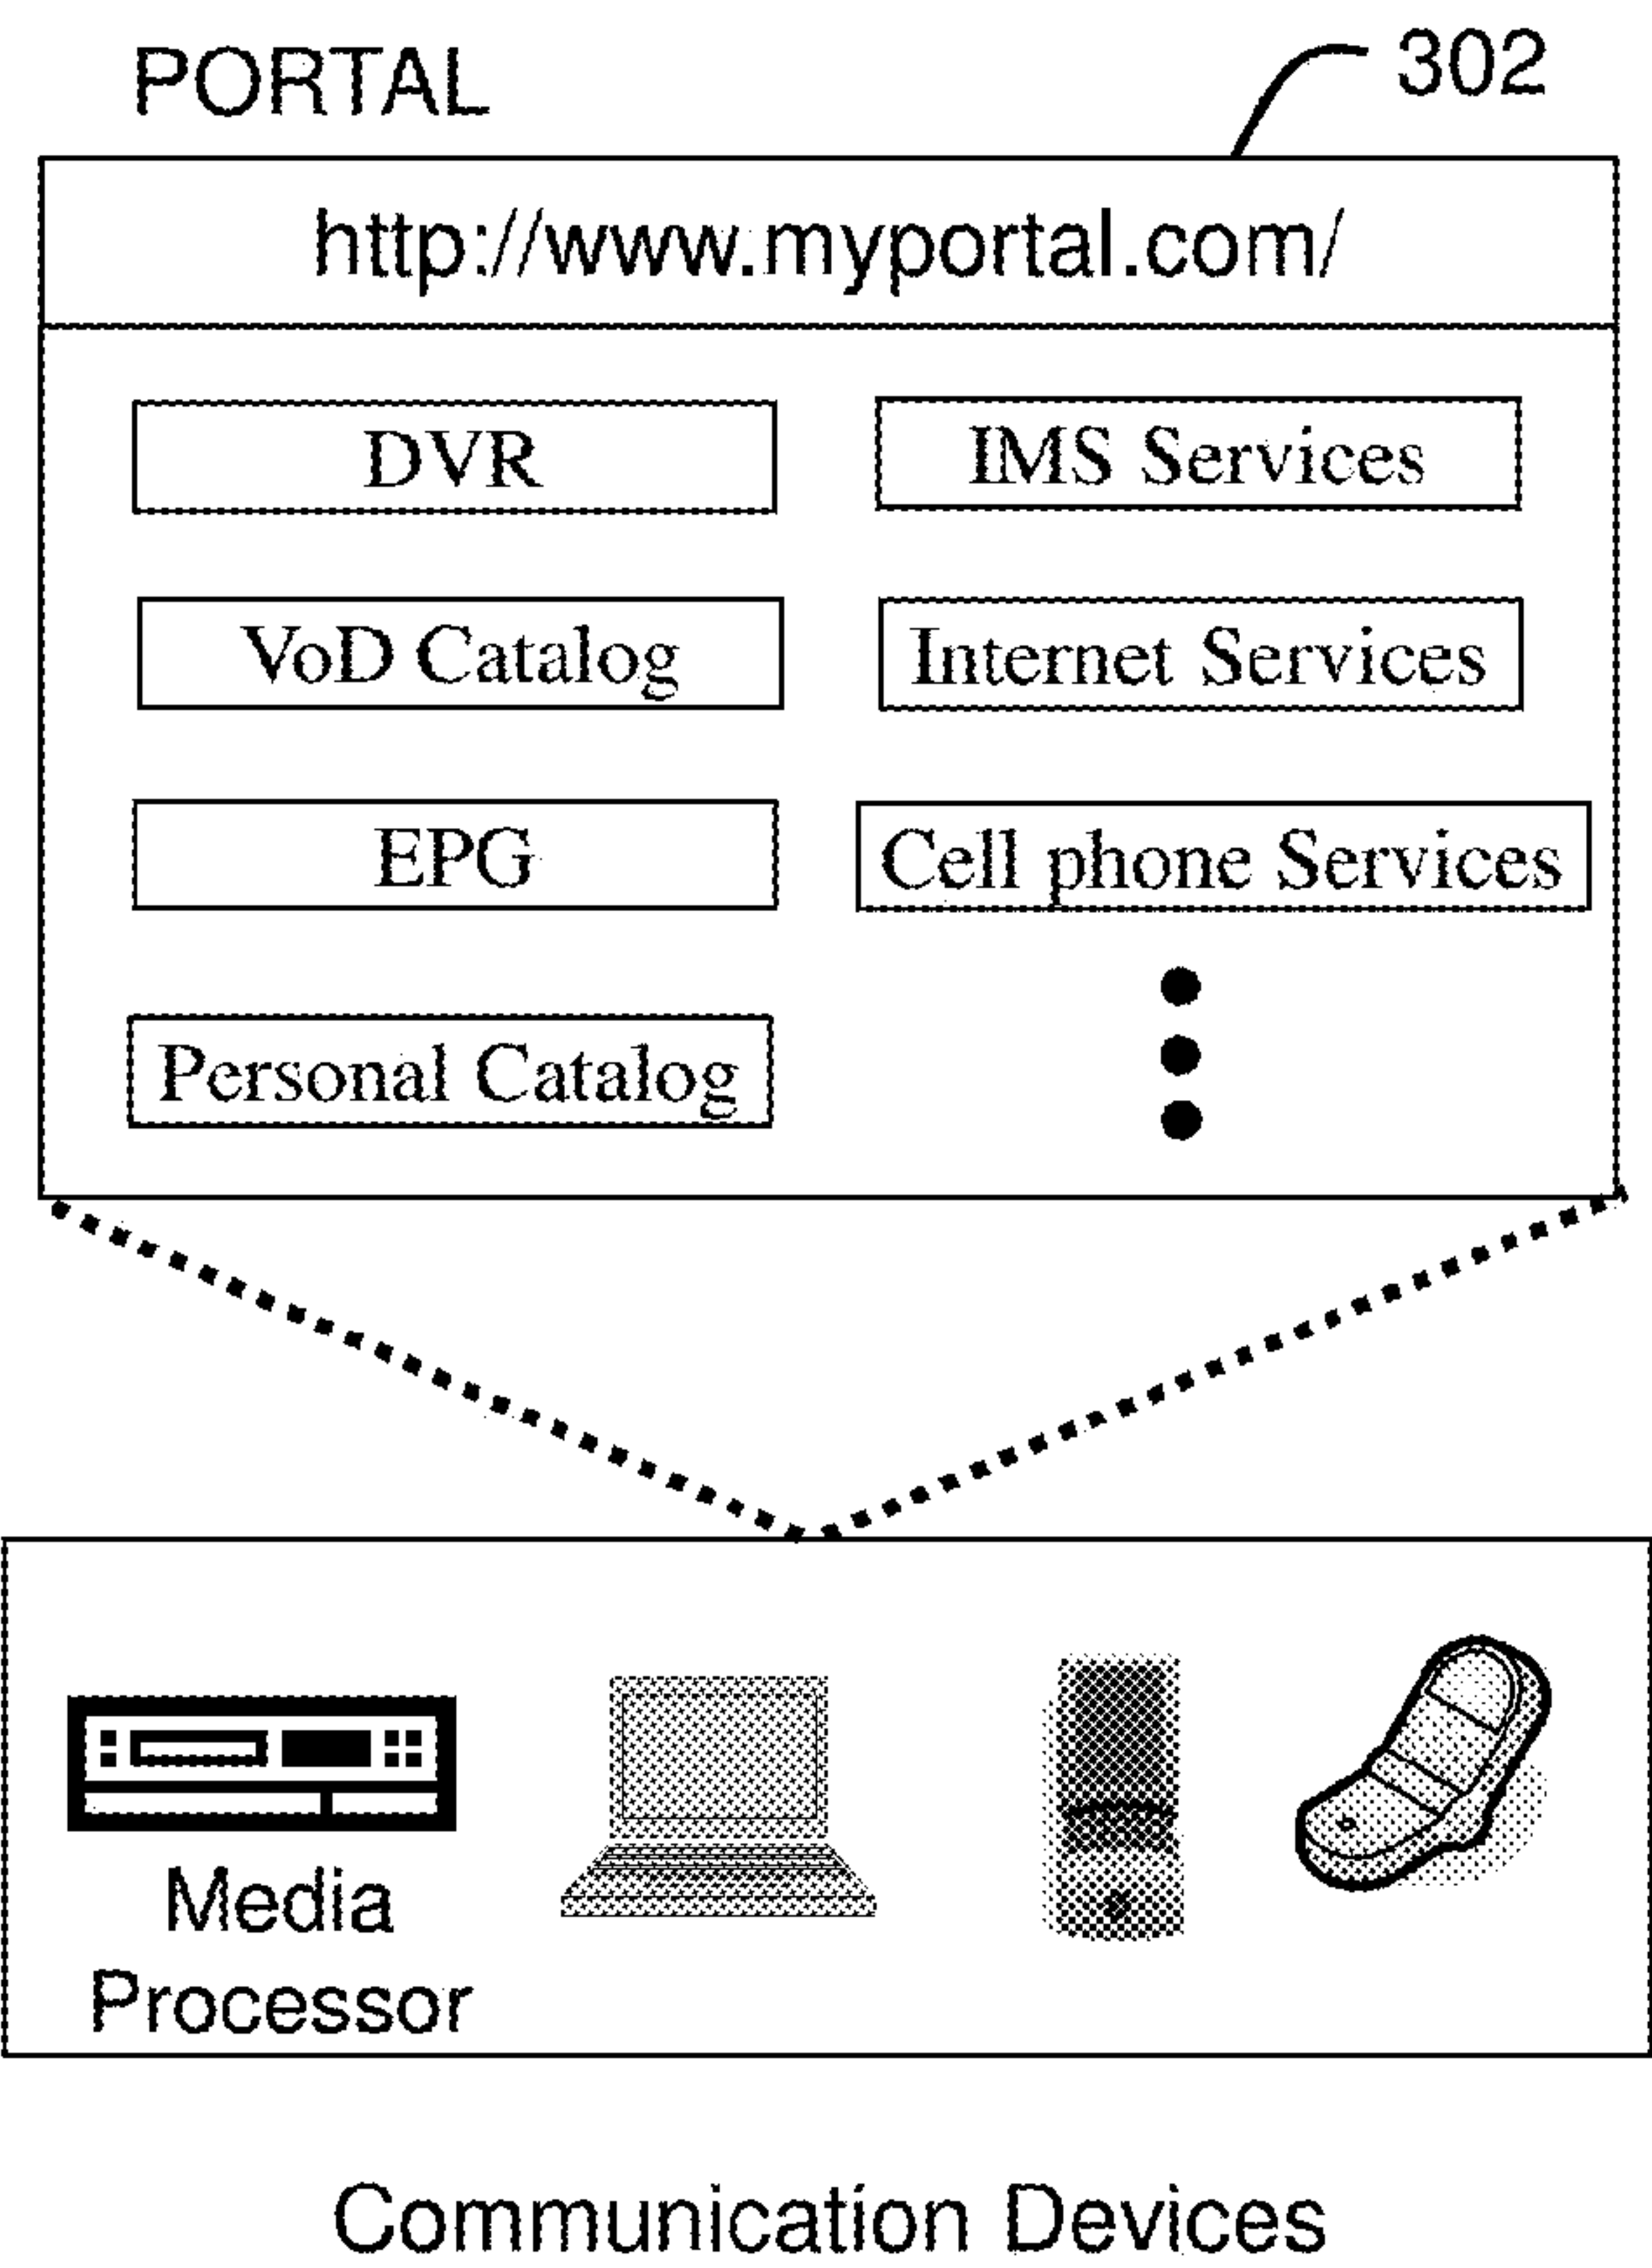 PORTAL
302
http://www.myportal.com/
DVR
IMS Services
VoD Catalog
Internet Services
EPG
Cell phone Services
Personal Catalog
Media
Processor
Communication Devices